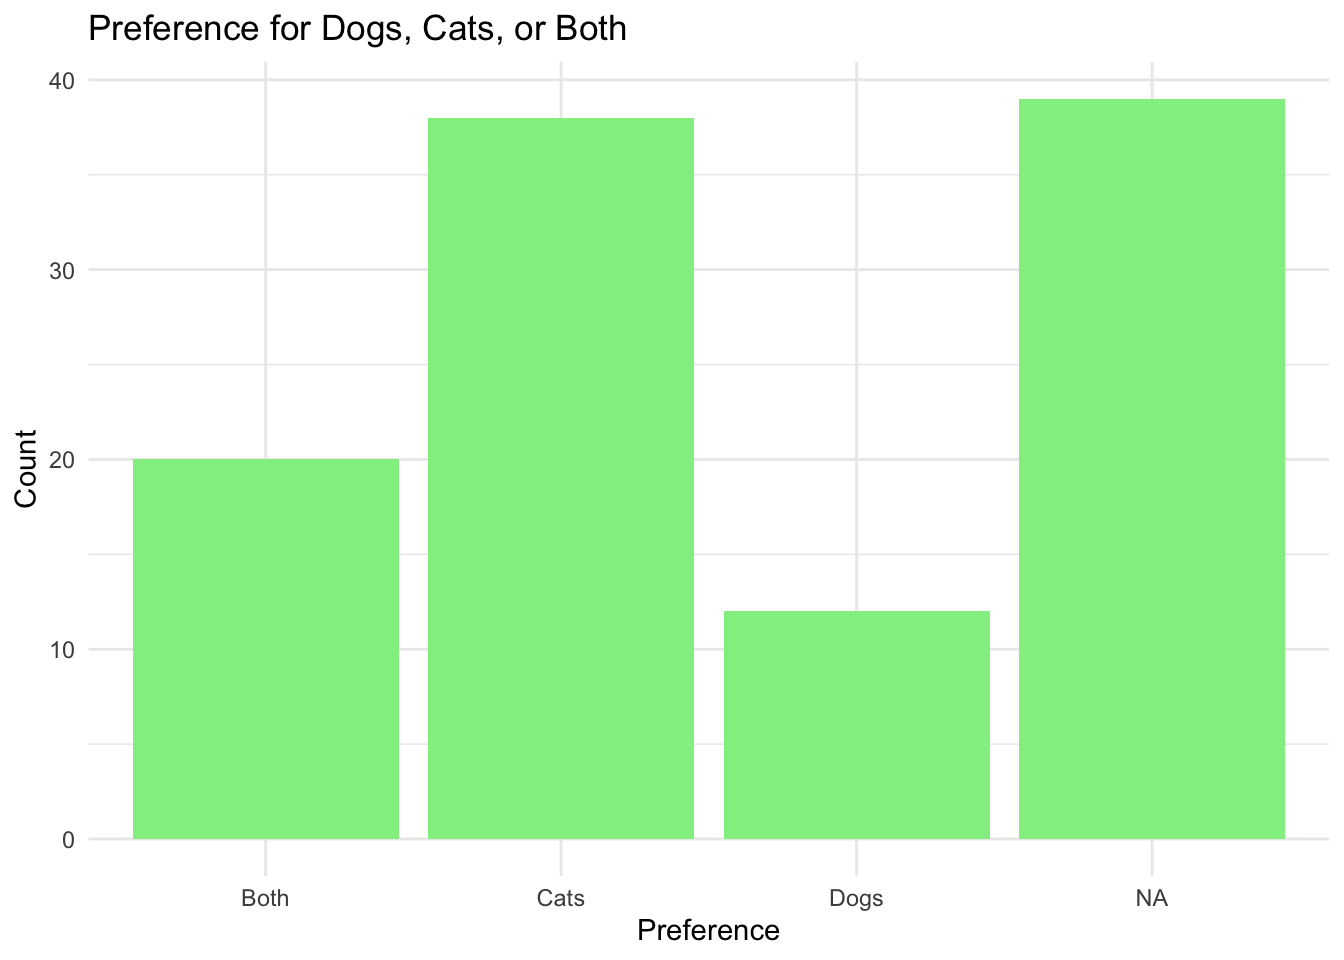 Preference for Dogs, Cats, or Both
40
30
20
10
0
Count
Both
Cats
Dogs
NA
Preference